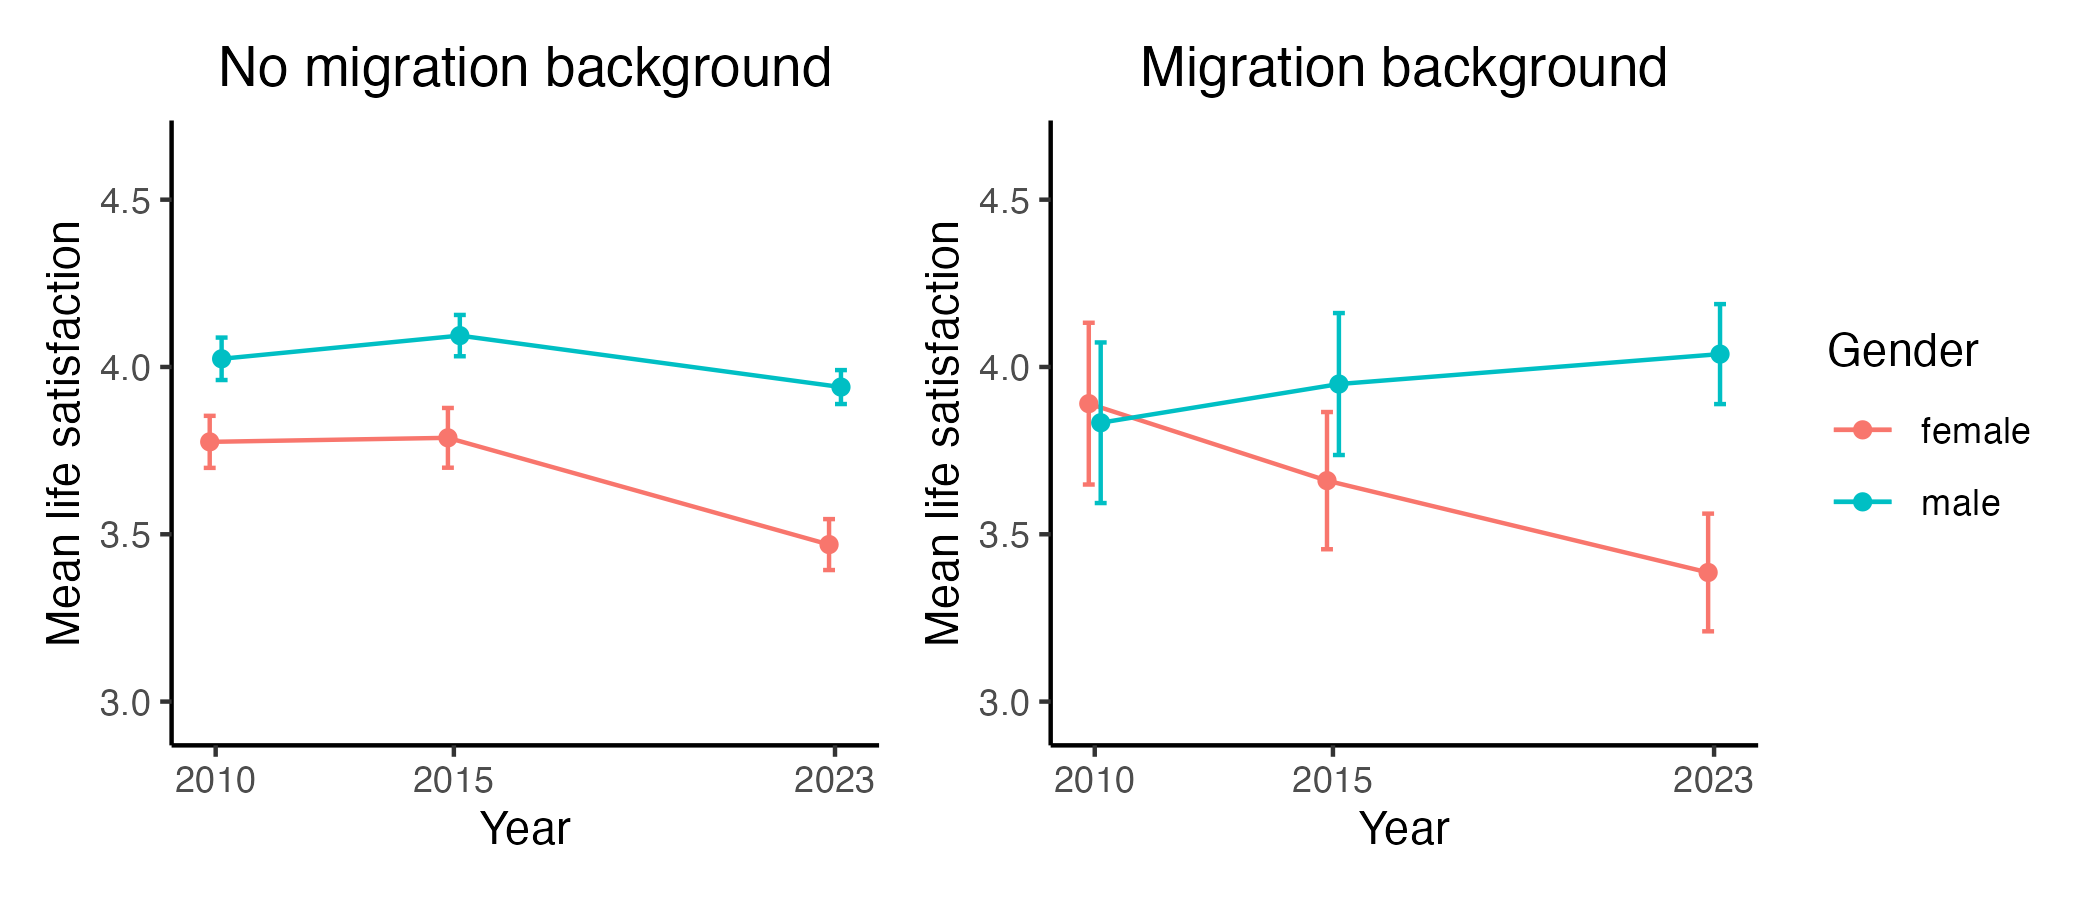 No migration background
Mean life satisfaction
4.5
4.0
3.5
3.0
2010 2015 2023
Year
Migration background
Mean life satisfaction
4.5
4.0
3.5
3.0
2010 2015 2023
Year
Gender
female
male